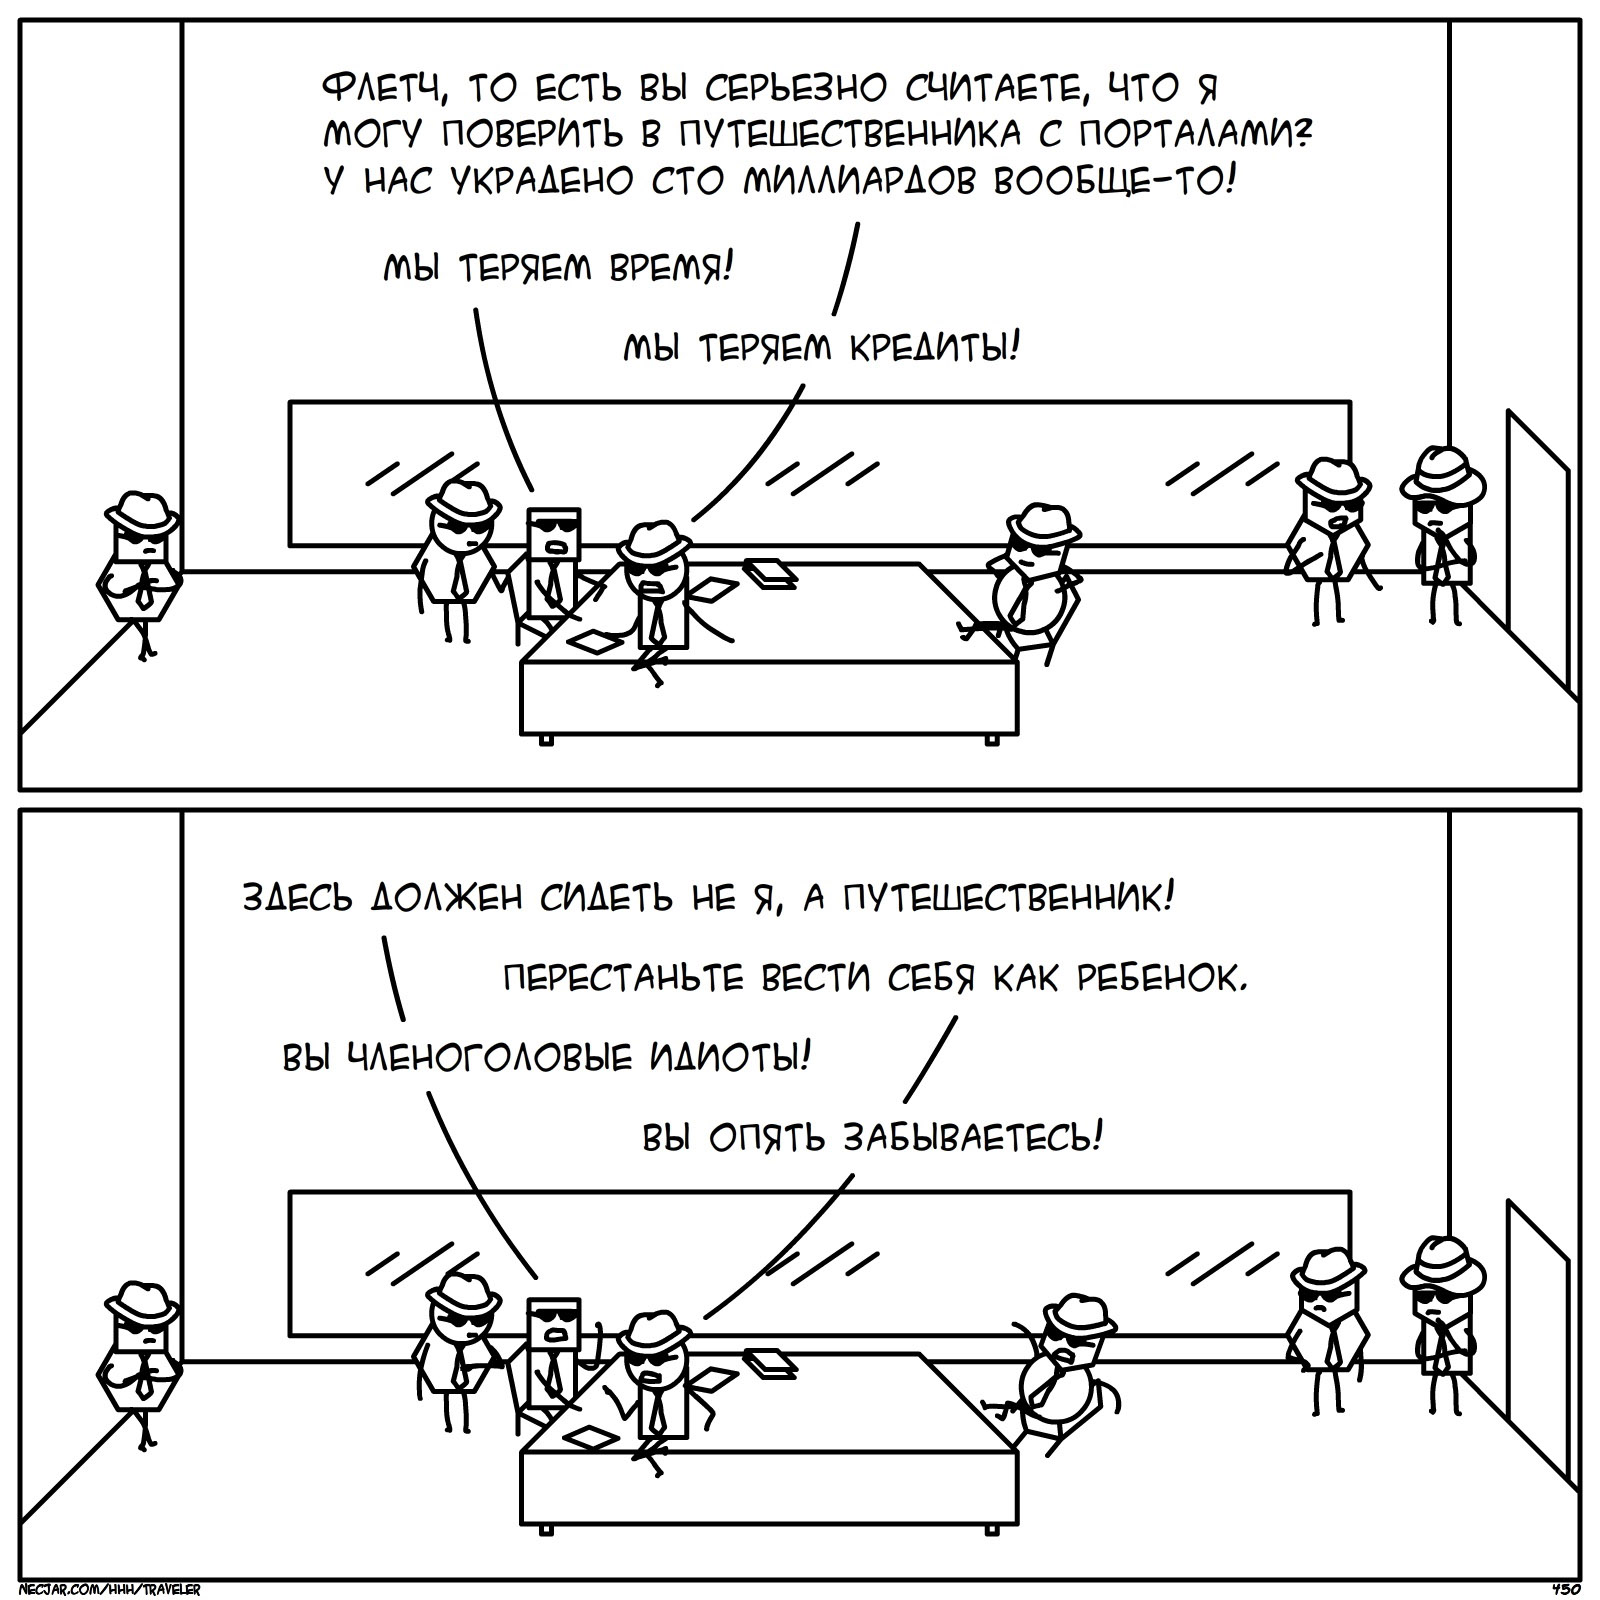 ФЛЕТЧ, ТО ЕСТЬ ВЫ СЕРЬЕЗНО СЧИТАЕТЕ, ЧТО Я
МОГУ ПОВЕРИТЬ В ПУТЕШЕСТВЕННИКА С ПОРТАЛАМИ?
У НАС УКРАДЕНО СТО МИЛЛИАРДОВ ВООБЩЕ-ТО!
МЫ ТЕРЯЕМ ВРЕМЯ!
МЫ ТЕРЯЕМ КРЕДИТЫ!
ЗДЕСЬ ДОЛЖЕН СИДЕТЬ НЕ Я, А ПУТЕШЕСТВЕННИК!
ПЕРЕСТАНЬТЕ ВЕСТИ СЕБЯ КАК РЕБЕНОК.
ВЫ ЧЛЕНОГОЛОВЫЕ ИДИОТЫ!
ВЫ ОПЯТЬ ЗАБЫВАЕТЕСЬ!
NECJAR.COM/HHH/TRAVELER
450